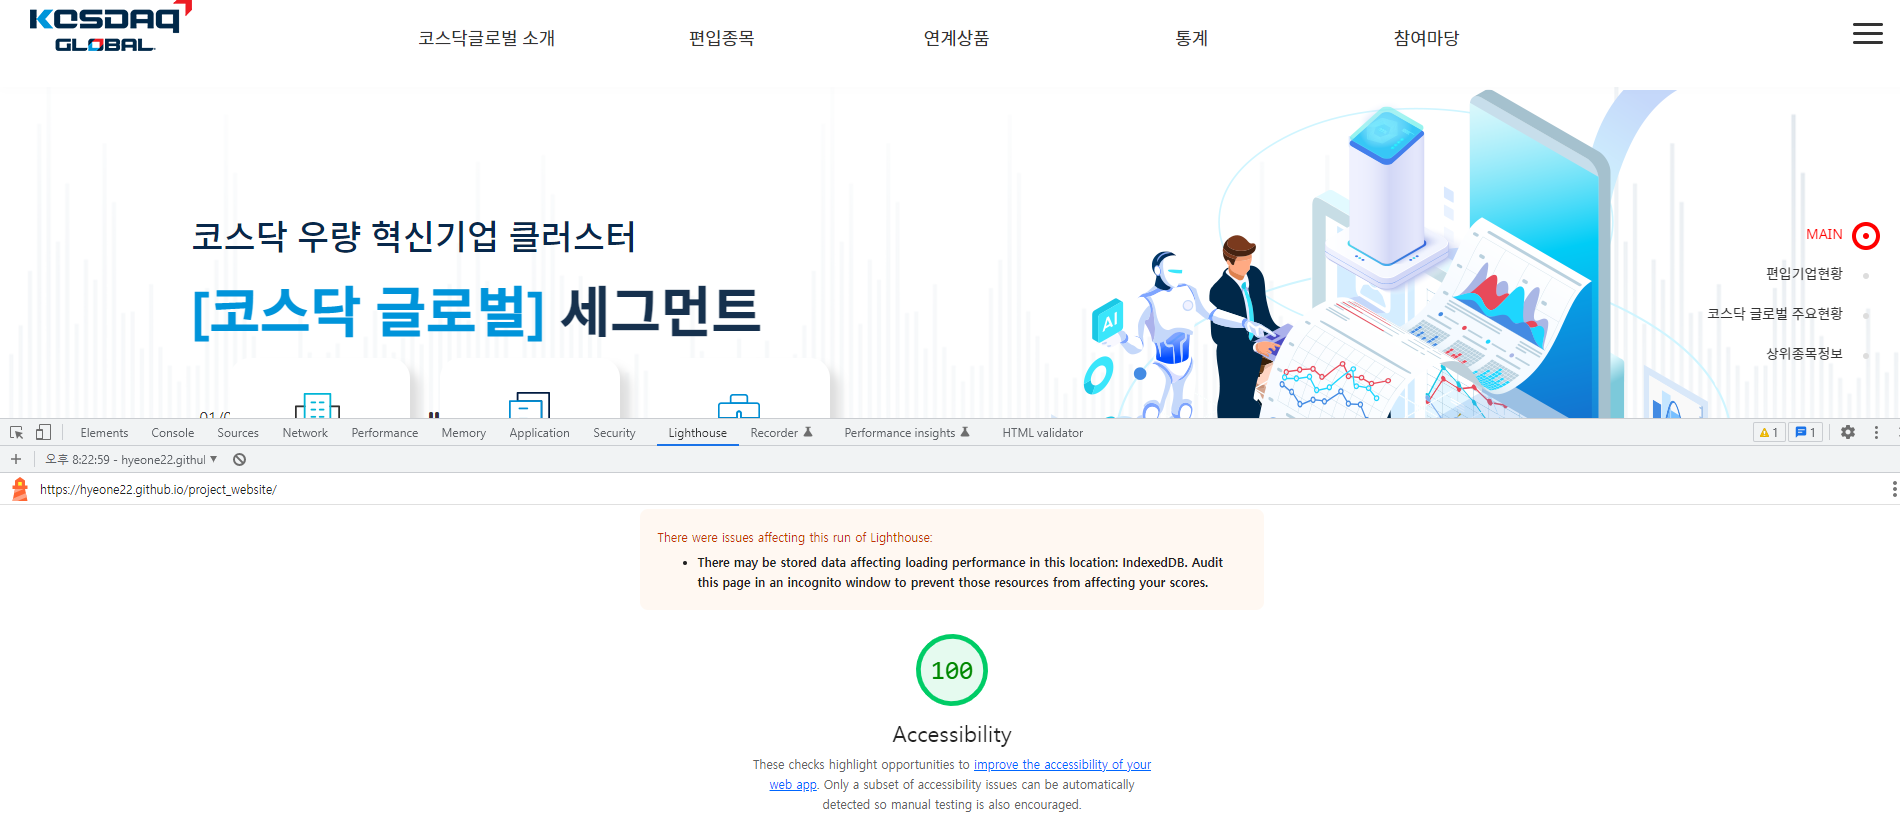 KOSDAQ
GLOBAL
코스닥글로벌 소개
편입종목
연계상품
통계
참여마당
코스닥 우량 혁신기업 클러스터
[코스닥 글로벌] 세그먼트
AI
MAIN
편입기업현황
코스닥 글로벌 주요현황
상위종목정보
Elements Console Sources Network Performance Memory Application Security Lighthouse Recorder Performance insights HTML validator 1 1
오후 8:22:59 - hyeone22.githul
https://hyeone22.github.io/project_website/
There were issues affecting this run of Lighthouse:
• There may be stored data affecting loading performance in this location: IndexedDB. Audit
this page in an incognito window to prevent those resources from affecting your scores.
100
Accessibility
These checks highlight opportunities to improve the accessibility of your
web app. Only a subset of accessibility issues can be automatically
detected so manual testing is also encouraged.